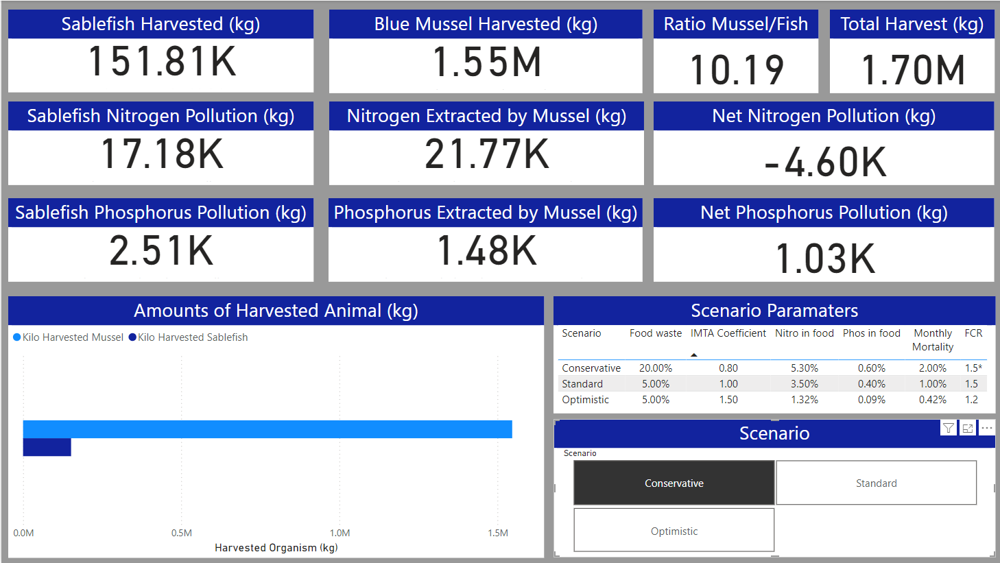 Sablefish Harvested (kg)
151.81K
Blue Mussel Harvested (kg)
1.55M
Ratio Mussel/Fish
10.19
Total Harvest (kg)
1.70M
Sablefish Nitrogen Pollution (kg)
17.18K
Nitrogen Extracted by Mussel (kg)
21.77K
Net Nitrogen Pollution (kg)
-4.60K
Sablefish Phosphorus Pollution (kg)
2.51K
Phosphorus Extracted by Mussel (kg)
1.48K
Net Phosphorus Pollution (kg)
1.03K
Amounts of Harvested Animal (kg)
Kilo Harvested Mussel Kilo Harvested Sablefish
0.0M 0.5M 1.0M 1.5M
Harvested Organism (kg)
Scenario Paramaters
Scenario Food waste IMTA Coefficient Nitro in food Phos in food Monthly Mortality FCR
Conservative 20.00% 0.80 5.30% 0.60% 2.00% 1.5*
Standard 5.00% 1.00 3.50% 0.40% 1.00% 1.5
Optimistic 5.00% 1.50 1.32% 0.09% 0.42% 1.2
Scenario
Scenario
Conservative
Standard
Optimistic